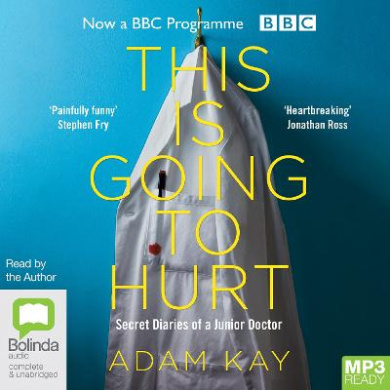 Now a BBC Programme BBC
THIS
IS
GOING
TO
HURT
'Painfully funny'
Stephen Fry
'Heartbreaking'
Jonathan Ross
Read by
the Author
Bolinda
audio
complete
& unabridged
Secret Diaries of a Junior Doctor
ADAM KAY
MP3
READY